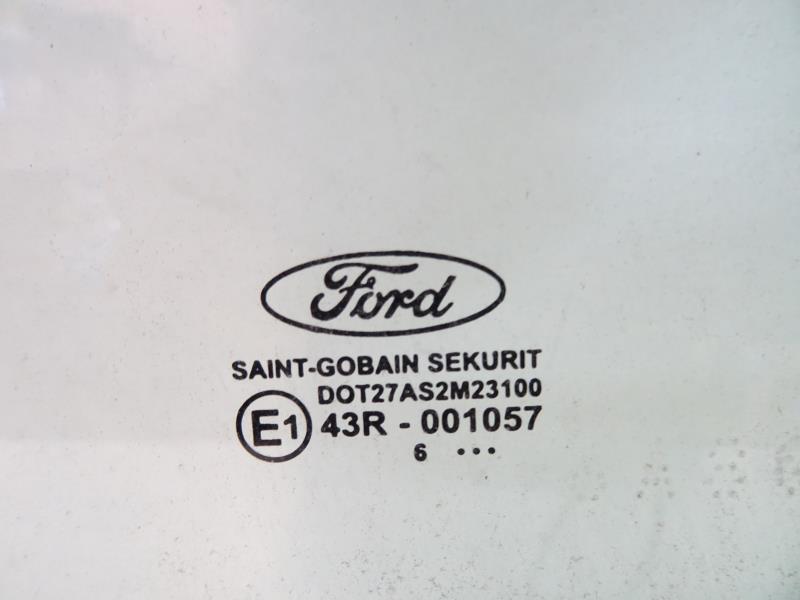 Ford
SAINT-GOBAIN SEKURIT
DOT27AS2M23100
E1 43R - 001057
6 •••